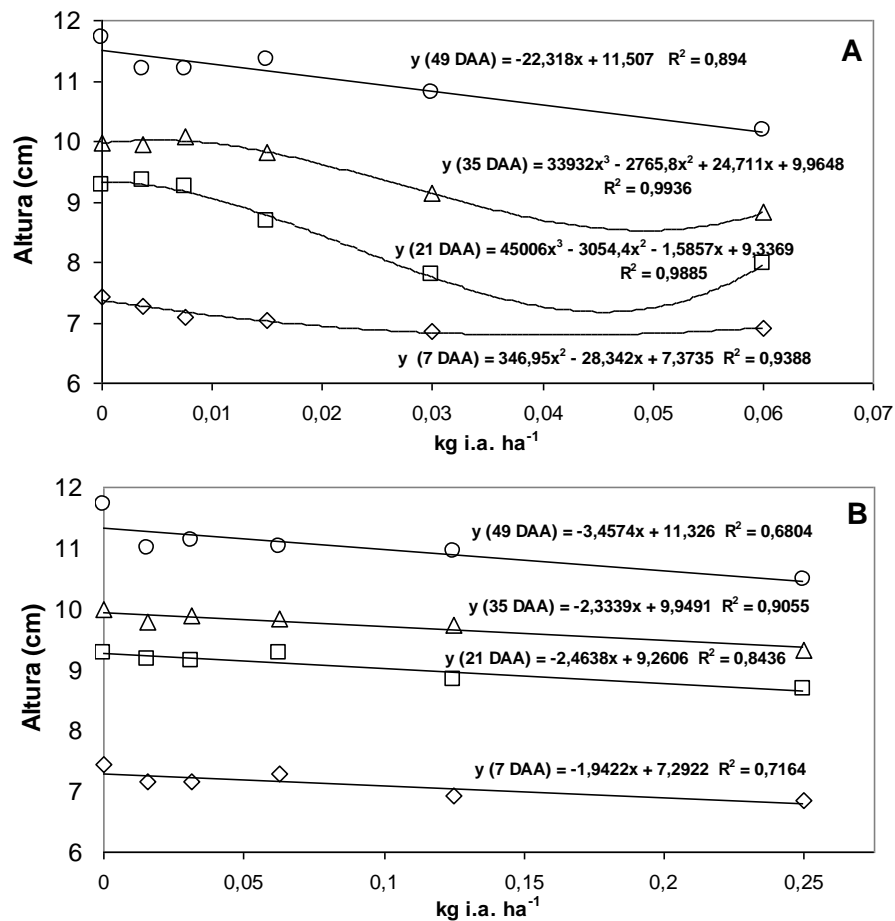 12
A
y (49 DAA) = -22,318x + 11,507 R² = 0,894
11
10
y (35 DAA) = 33932x³ - 2765,8x² + 24,711x + 9,9648
R² = 0,9936
9
y (21 DAA) = 45006x³ - 3054,4x² - 1,5857x + 9,3369
R² = 0,9885
8
7
y (7 DAA) = 346,95x² - 28,342x + 7,3735 R² = 0,9388
6
Altura (cm)
0 0,01 0,02 0,03 0,04 0,05 0,06 0,07
kg i.a. ha⁻¹
12
B
y (49 DAA) = -3,4574x + 11,326 R² = 0,6804
11
y (35 DAA) = -2,3339x + 9,9491 R² = 0,9055
10
y (21 DAA) = -2,4638x + 9,2606 R² = 0,8436
9
8
y (7 DAA) = -1,9422x + 7,2922 R² = 0,7164
7
6
Altura (cm)
0 0,05 0,1 0,15 0,2 0,25
kg i.a. ha⁻¹